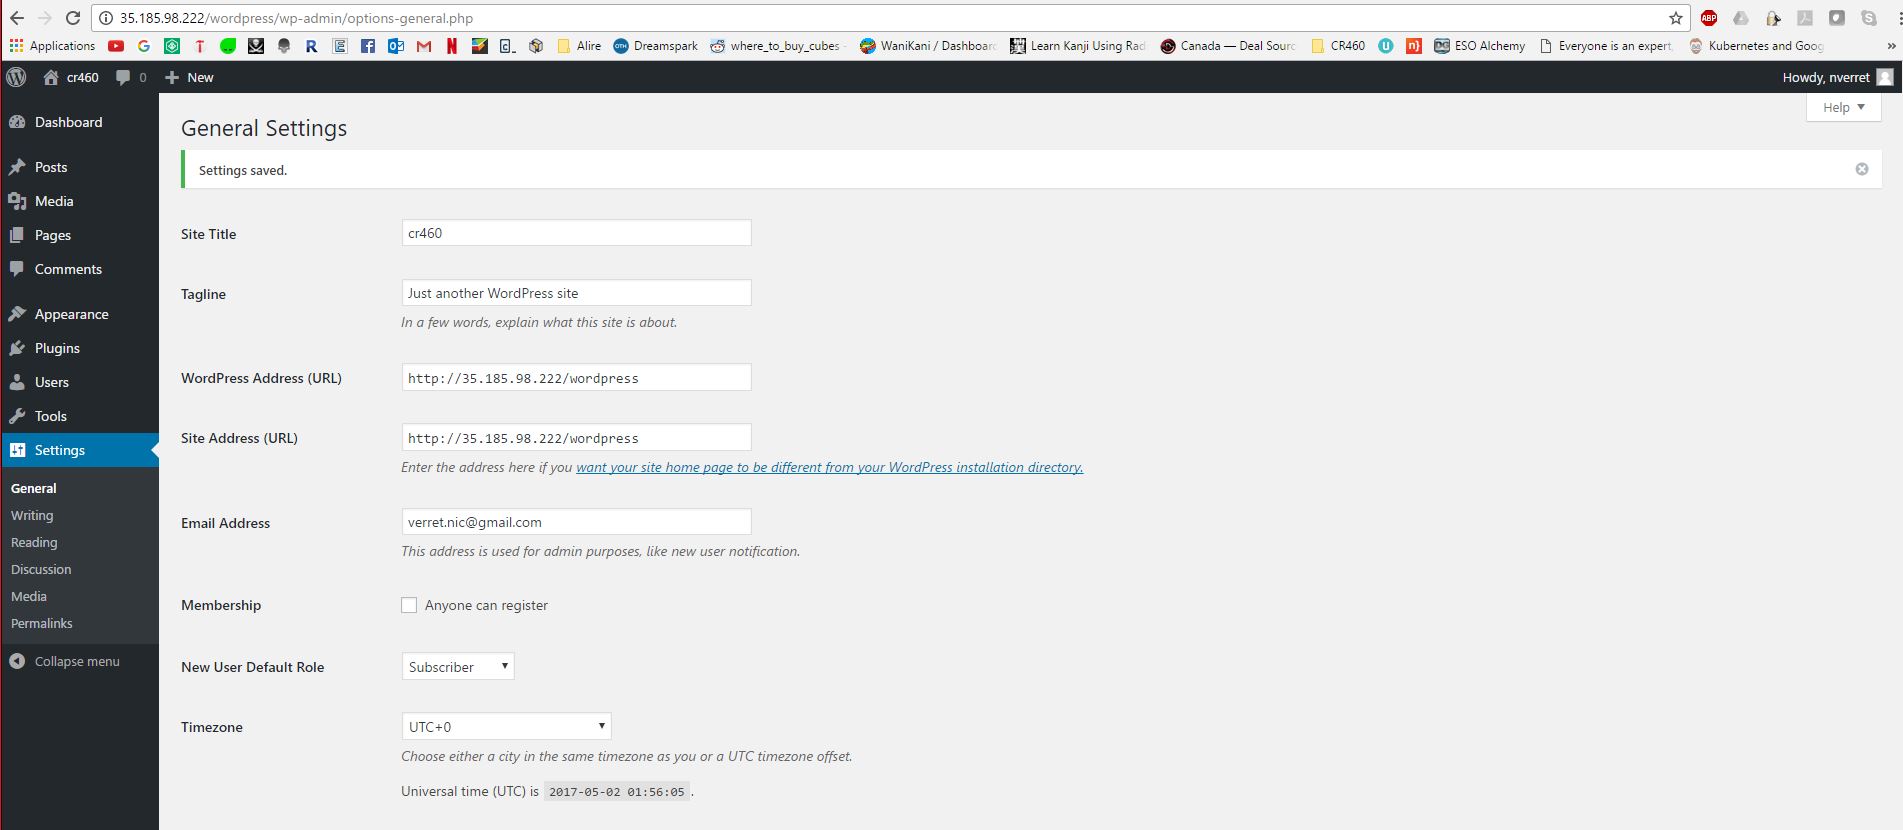 35.185.98.222/wordpress/wp-admin/options-general.php
ABP
Applications Alire Dreamspark where_to_buy_cubes - WaniKani / Dashboard Learn Kanji Using Rad Canada — Deal Sourc CR460 ESO Alchemy Everyone is an expert, Kubernetes and Goog »
cr460 0 + New Howdy, nverret
Help
Dashboard
Posts
Media
Pages
Comments
Appearance
Plugins
Users
Tools
Settings
General
Writing
Reading
Discussion
Media
Permalinks
Collapse menu
General Settings
Settings saved.
Site Title cr460
Tagline Just another WordPress site
In a few words, explain what this site is about.
WordPress Address (URL) http://35.185.98.222/wordpress
Site Address (URL) http://35.185.98.222/wordpress
Enter the address here if you want your site home page to be different from your WordPress installation directory.
Email Address verret.nic@gmail.com
This address is used for admin purposes, like new user notification.
Membership Anyone can register
New User Default Role Subscriber
Timezone UTC+0
Choose either a city in the same timezone as you or a UTC timezone offset.
Universal time (UTC) is 2017-05-02 01:56:05 .